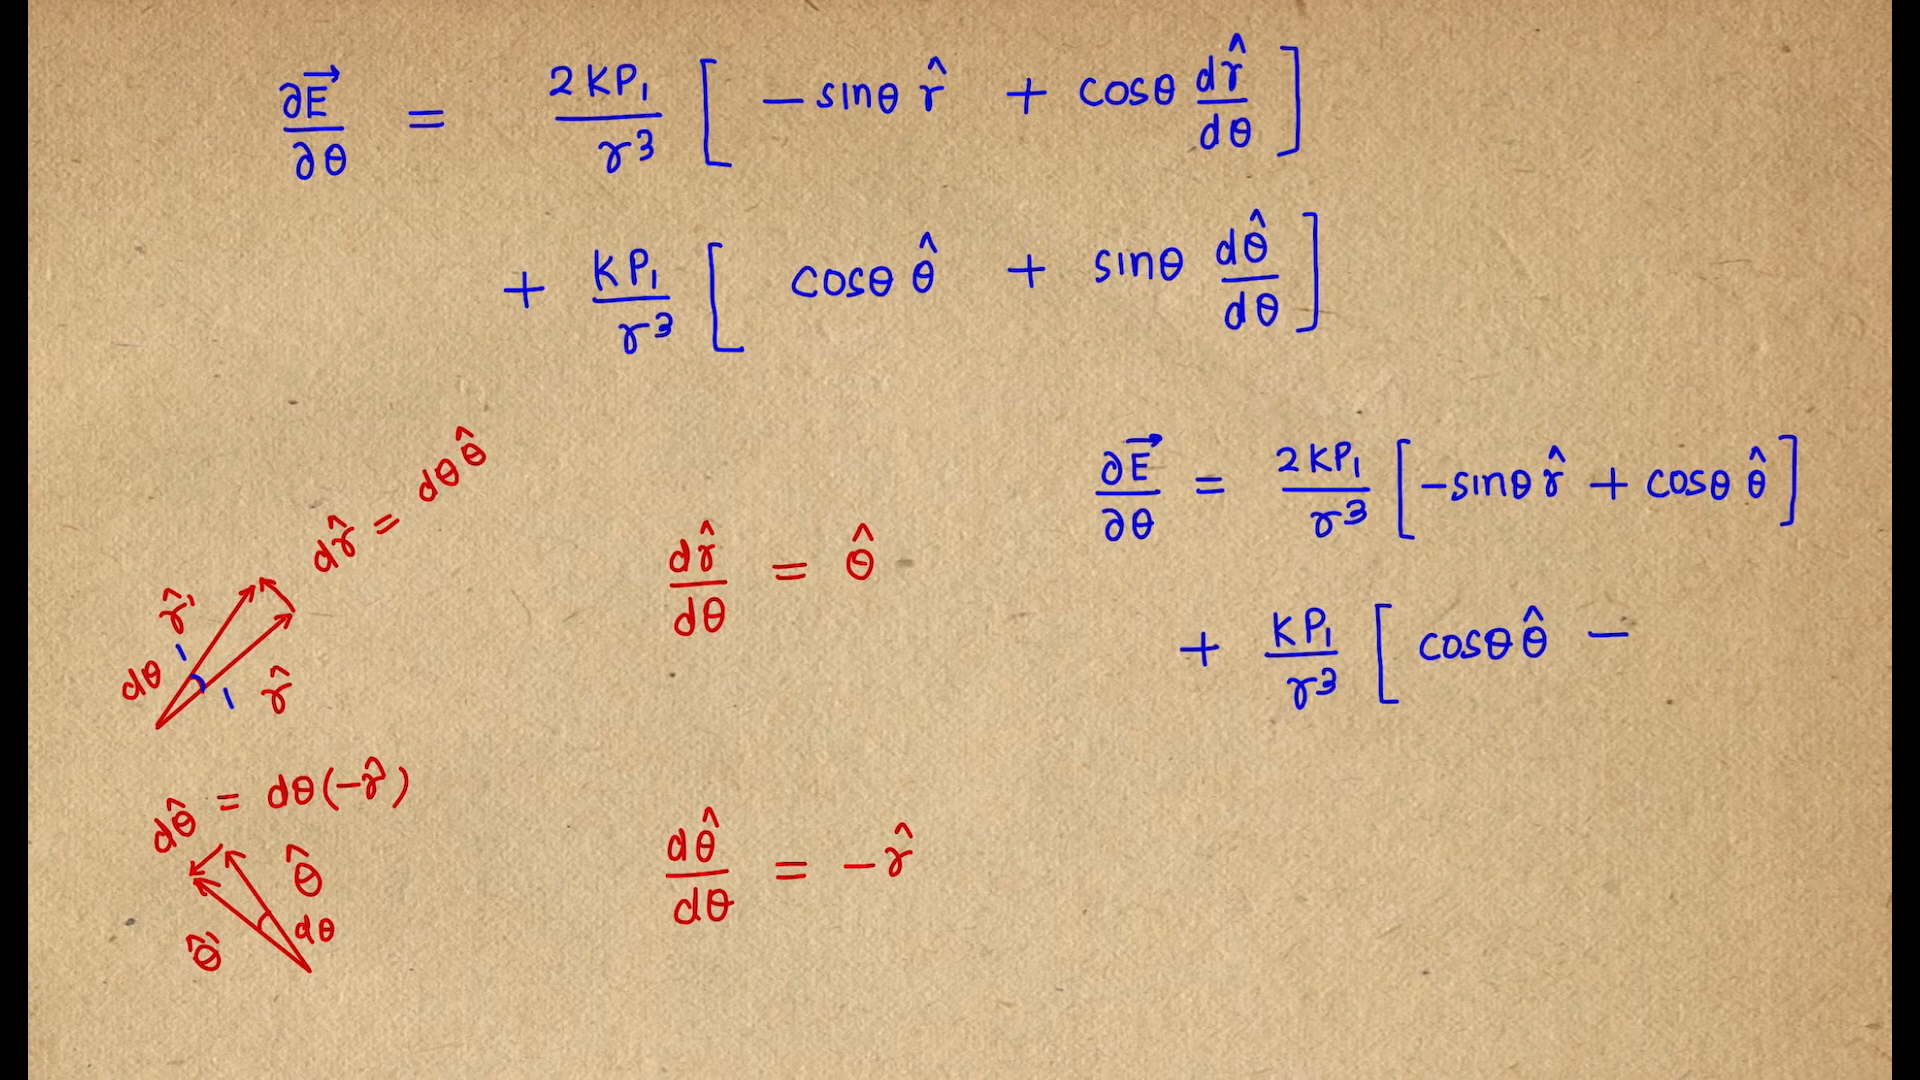 ∂E⃗/∂θ = 2KP₁/r³ [ −sinθ r̂ + cosθ dr̂/dθ ]
+ KP₁/r³ [ cosθ θ̂ + sinθ dθ̂/dθ ]
dr̂ = dθ θ̂
r̂'
dθ
1
1
r̂
dr̂/dθ = θ̂
∂E⃗/∂θ = 2KP₁/r³ [ −sinθ r̂ + cosθ θ̂ ]
+ KP₁/r³ [ cosθ θ̂ −
dθ̂ = dθ(−r̂)
θ̂
θ̂'
dθ
dθ̂/dθ = −r̂